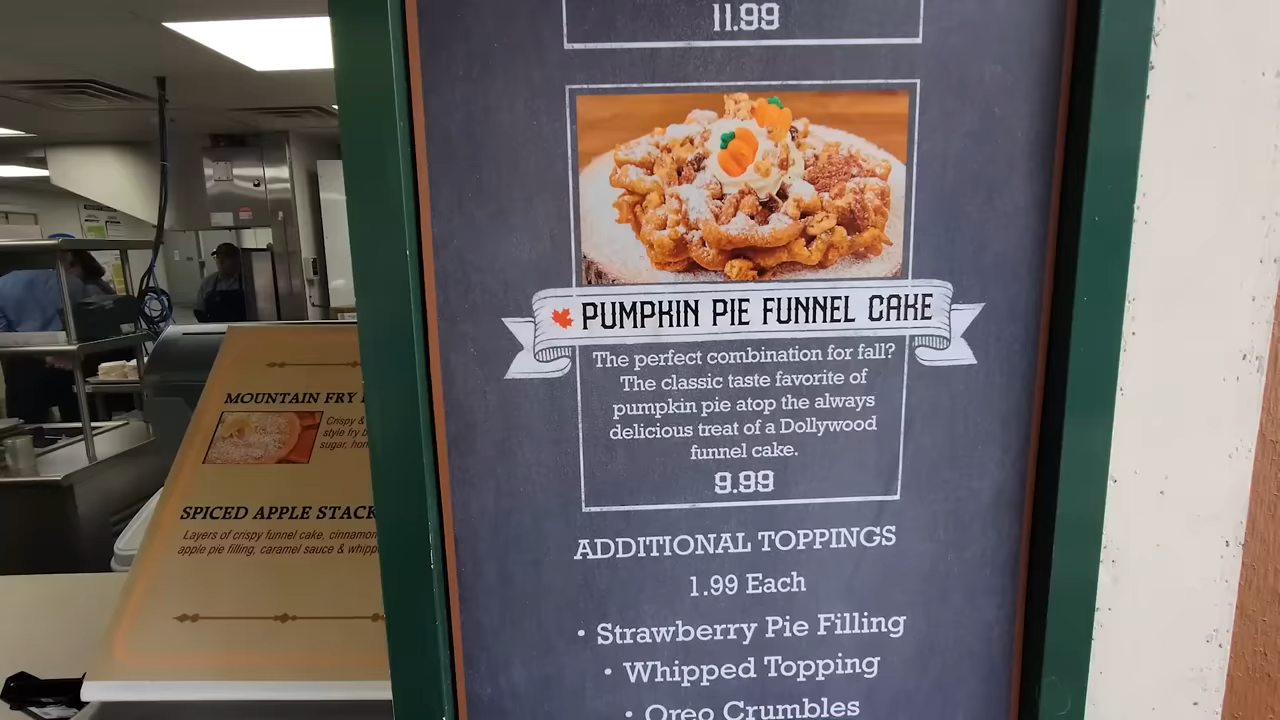 11.99
PUMPKIN PIE FUNNEL CAKE
The perfect combination for fall?
The classic taste favorite of
pumpkin pie atop the always
delicious treat of a Dollywood
funnel cake.
9.99
ADDITIONAL TOPPINGS
1.99 Each
• Strawberry Pie Filling
• Whipped Topping
• Oreo Crumbles
MOUNTAIN FRY
Crispy &
style fry
sugar,
SPICED APPLE STACK
Layers of crispy funnel cake, cinnamon
apple pie filling, caramel sauce &